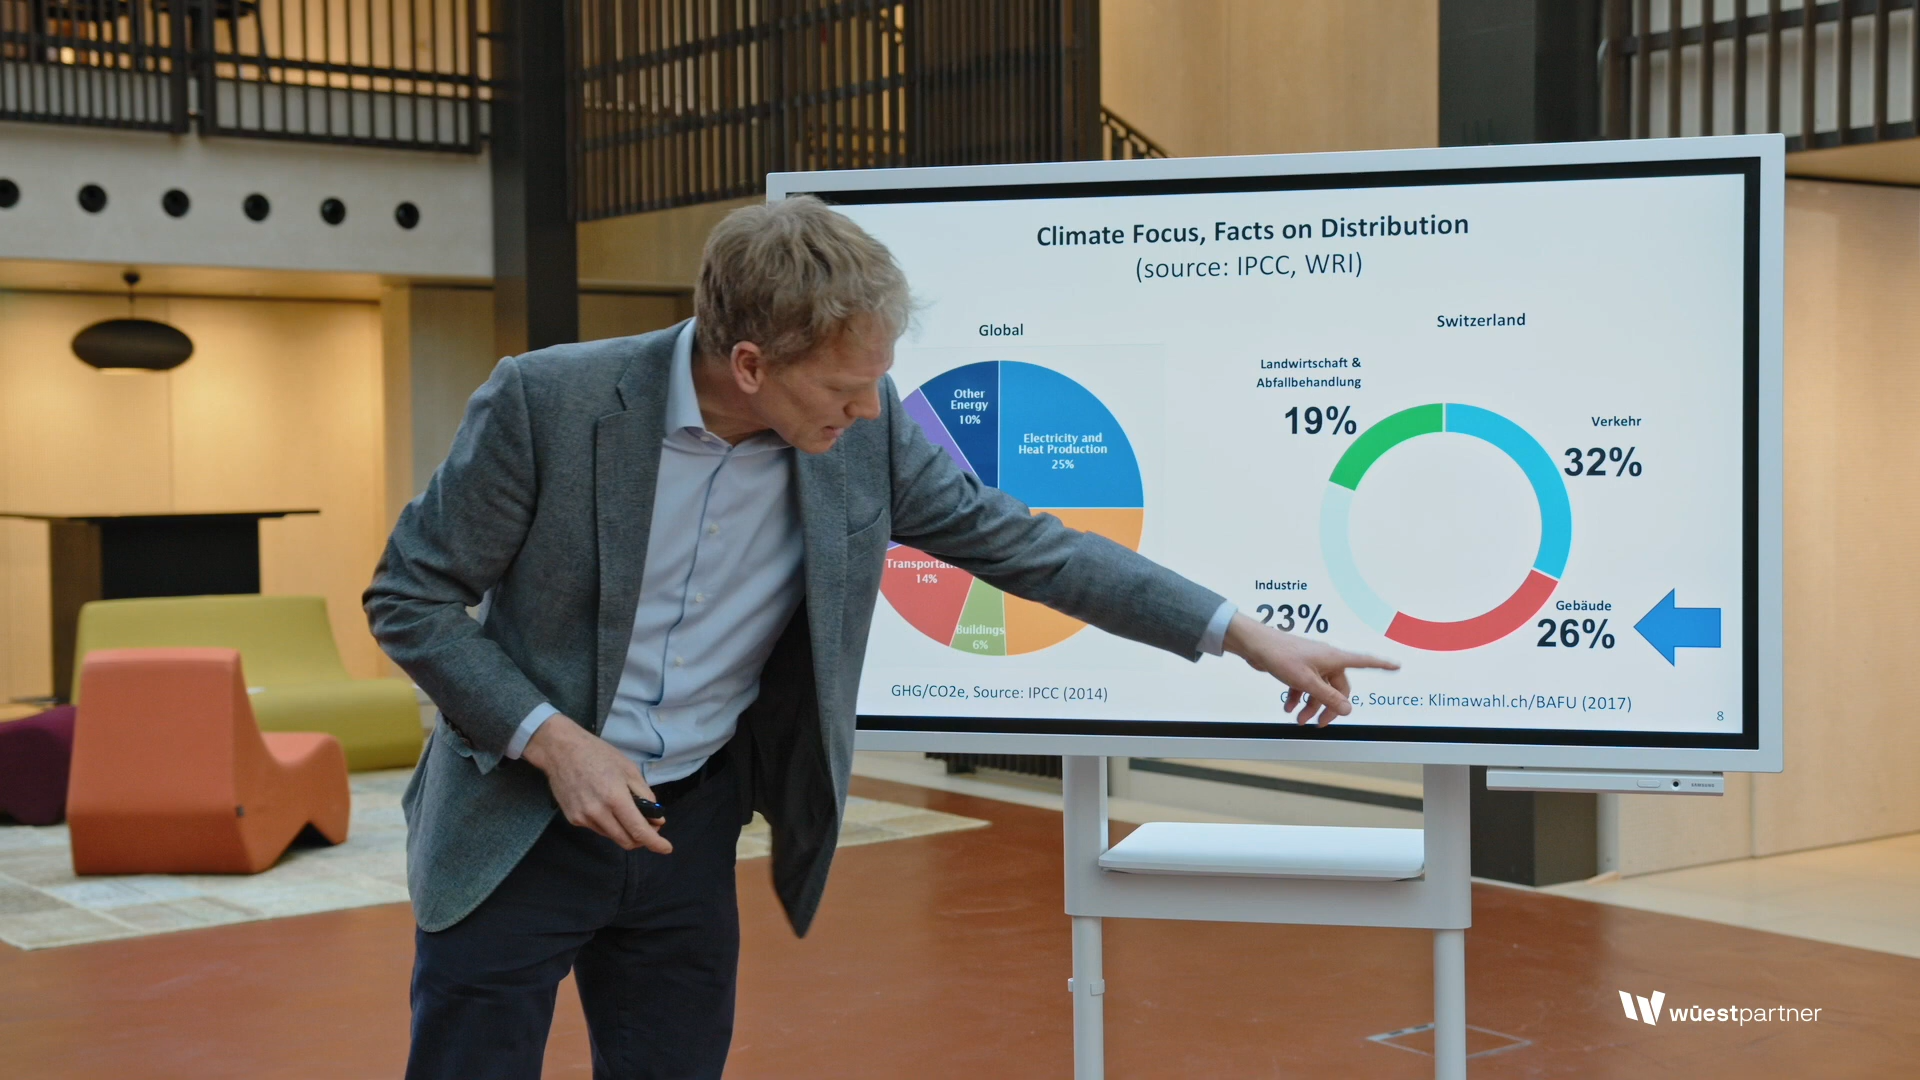 Climate Focus, Facts on Distribution
(source: IPCC, WRI)
Global
Other
Energy
10%
Electricity and
Heat Production
25%
14%
Buildings
6%
GHG/CO2e, Source: IPCC (2014)
Switzerland
Landwirtschaft &
Abfallbehandlung
19%
Verkehr
32%
Industrie
23%
Gebäude
26%
Source: Klimawahl.ch/BAFU (2017)
8
SAMSUNG
wüestpartner